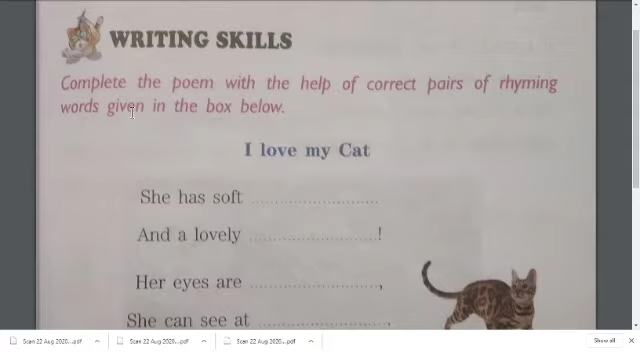 WRITING SKILLS
Complete the poem with the help of correct pairs of rhyming
words given in the box below.
I love my Cat
She has soft ..............................
And a lovely ..............................!
Her eyes are ..............................,
She can see at ..............................,
Scan 22 Aug 2020....pdf
Scan 22 Aug 2020....pdf
Scan 22 Aug 2020....pdf
Show all